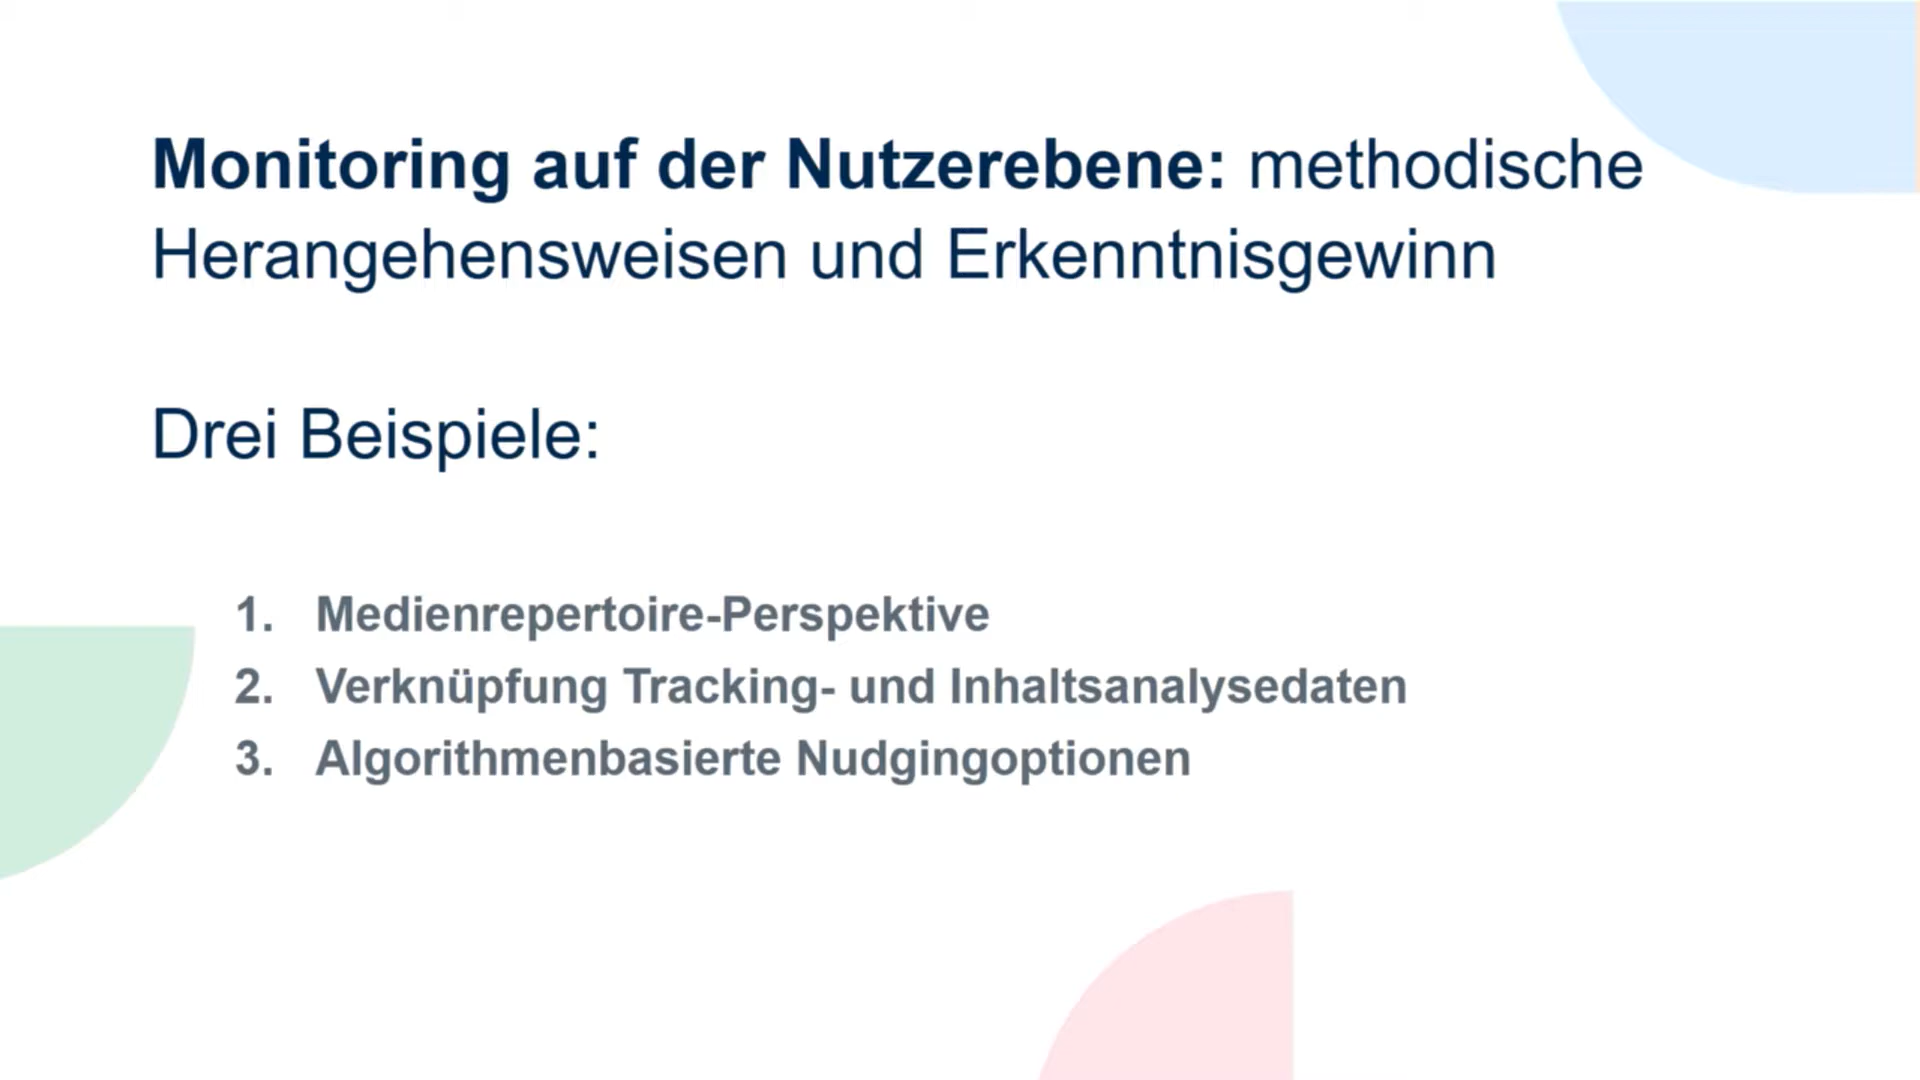 Monitoring auf der Nutzerebene: methodische
Herangehensweisen und Erkenntnisgewinn
Drei Beispiele:
1. Medienrepertoire-Perspektive
2. Verknüpfung Tracking- und Inhaltsanalysedaten
3. Algorithmenbasierte Nudgingoptionen